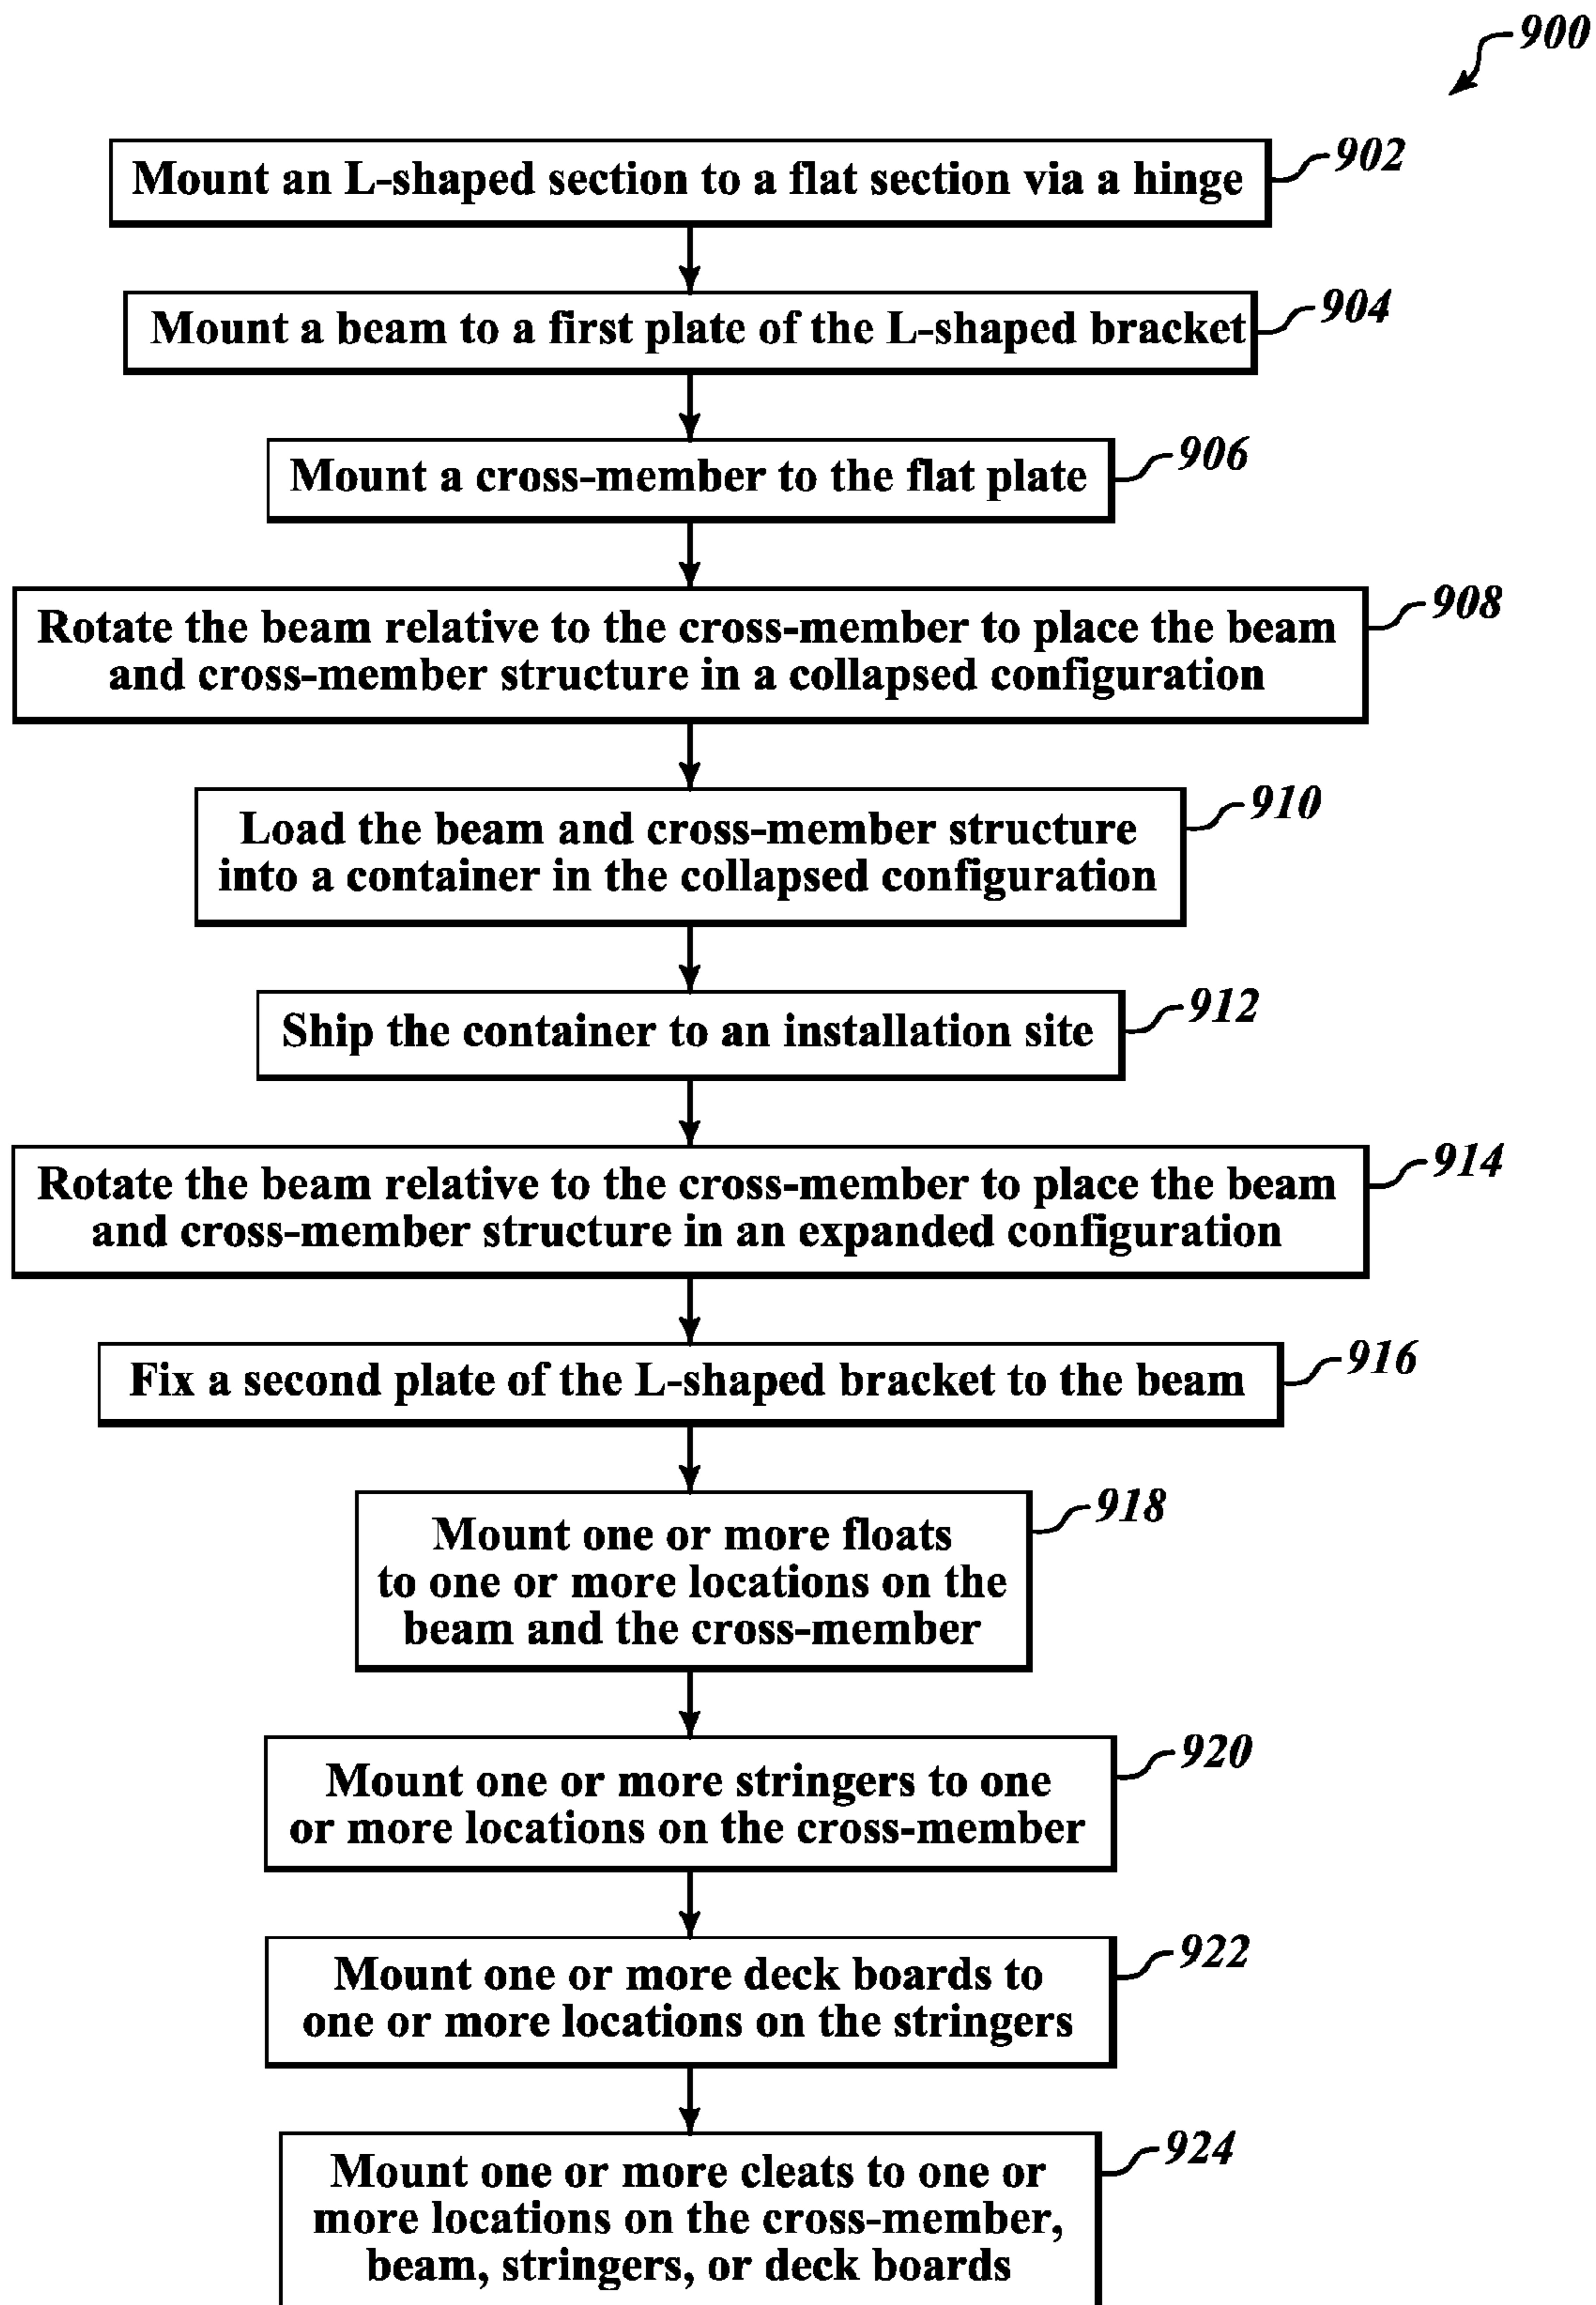 900
Mount an L-shaped section to a flat section via a hinge
902
Mount a beam to a first plate of the L-shaped bracket
904
Mount a cross-member to the flat plate
906
Rotate the beam relative to the cross-member to place the beam
and cross-member structure in a collapsed configuration
908
Load the beam and cross-member structure
into a container in the collapsed configuration
910
Ship the container to an installation site
912
Rotate the beam relative to the cross-member to place the beam
and cross-member structure in an expanded configuration
914
Fix a second plate of the L-shaped bracket to the beam
916
Mount one or more floats
to one or more locations on the
beam and the cross-member
918
Mount one or more stringers to one
or more locations on the cross-member
920
Mount one or more deck boards to
one or more locations on the stringers
922
Mount one or more cleats to one or
more locations on the cross-member,
beam, stringers, or deck boards
924